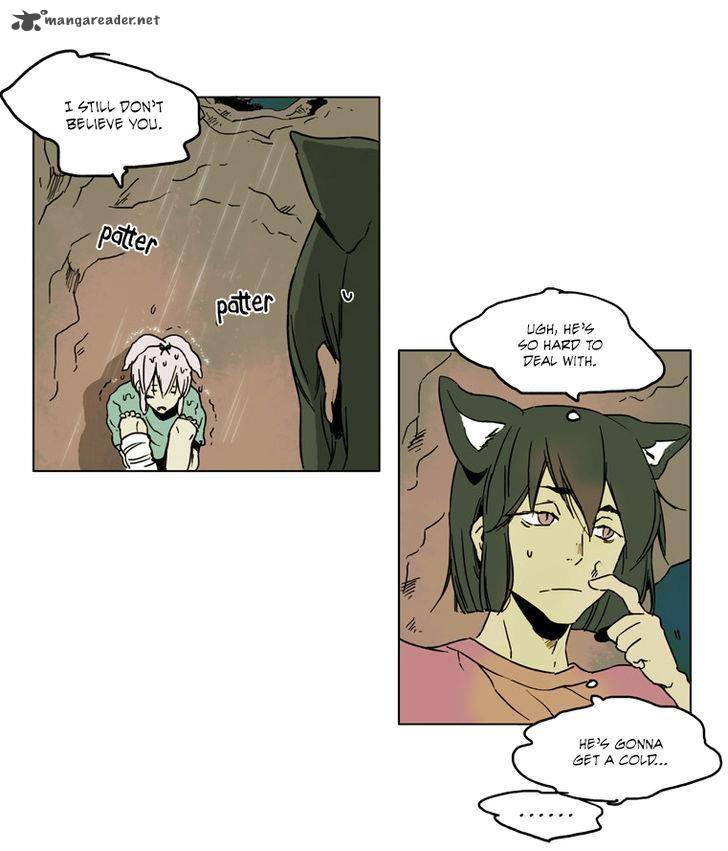 mangareader.net
I STILL DON'T
BELIEVE YOU.
patter
patter
UGH, HE'S
SO HARD TO
DEAL WITH.
HE'S GONNA
GET A COLD...
......